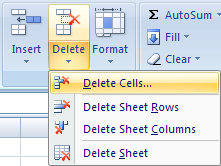 Insert Delete Format
Σ AutoSum
Fill
Clear
Delete Cells...
Delete Sheet Rows
Delete Sheet Columns
Delete Sheet